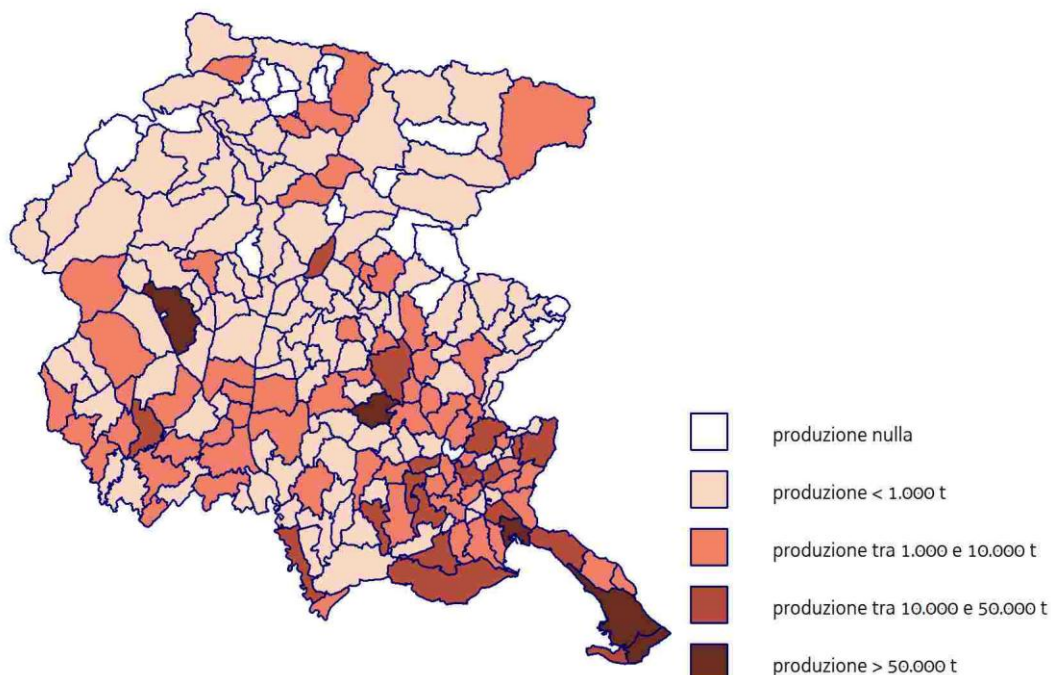 produzione nulla
produzione < 1.000 t
produzione tra 1.000 e 10.000 t
produzione tra 10.000 e 50.000 t
produzione > 50.000 t